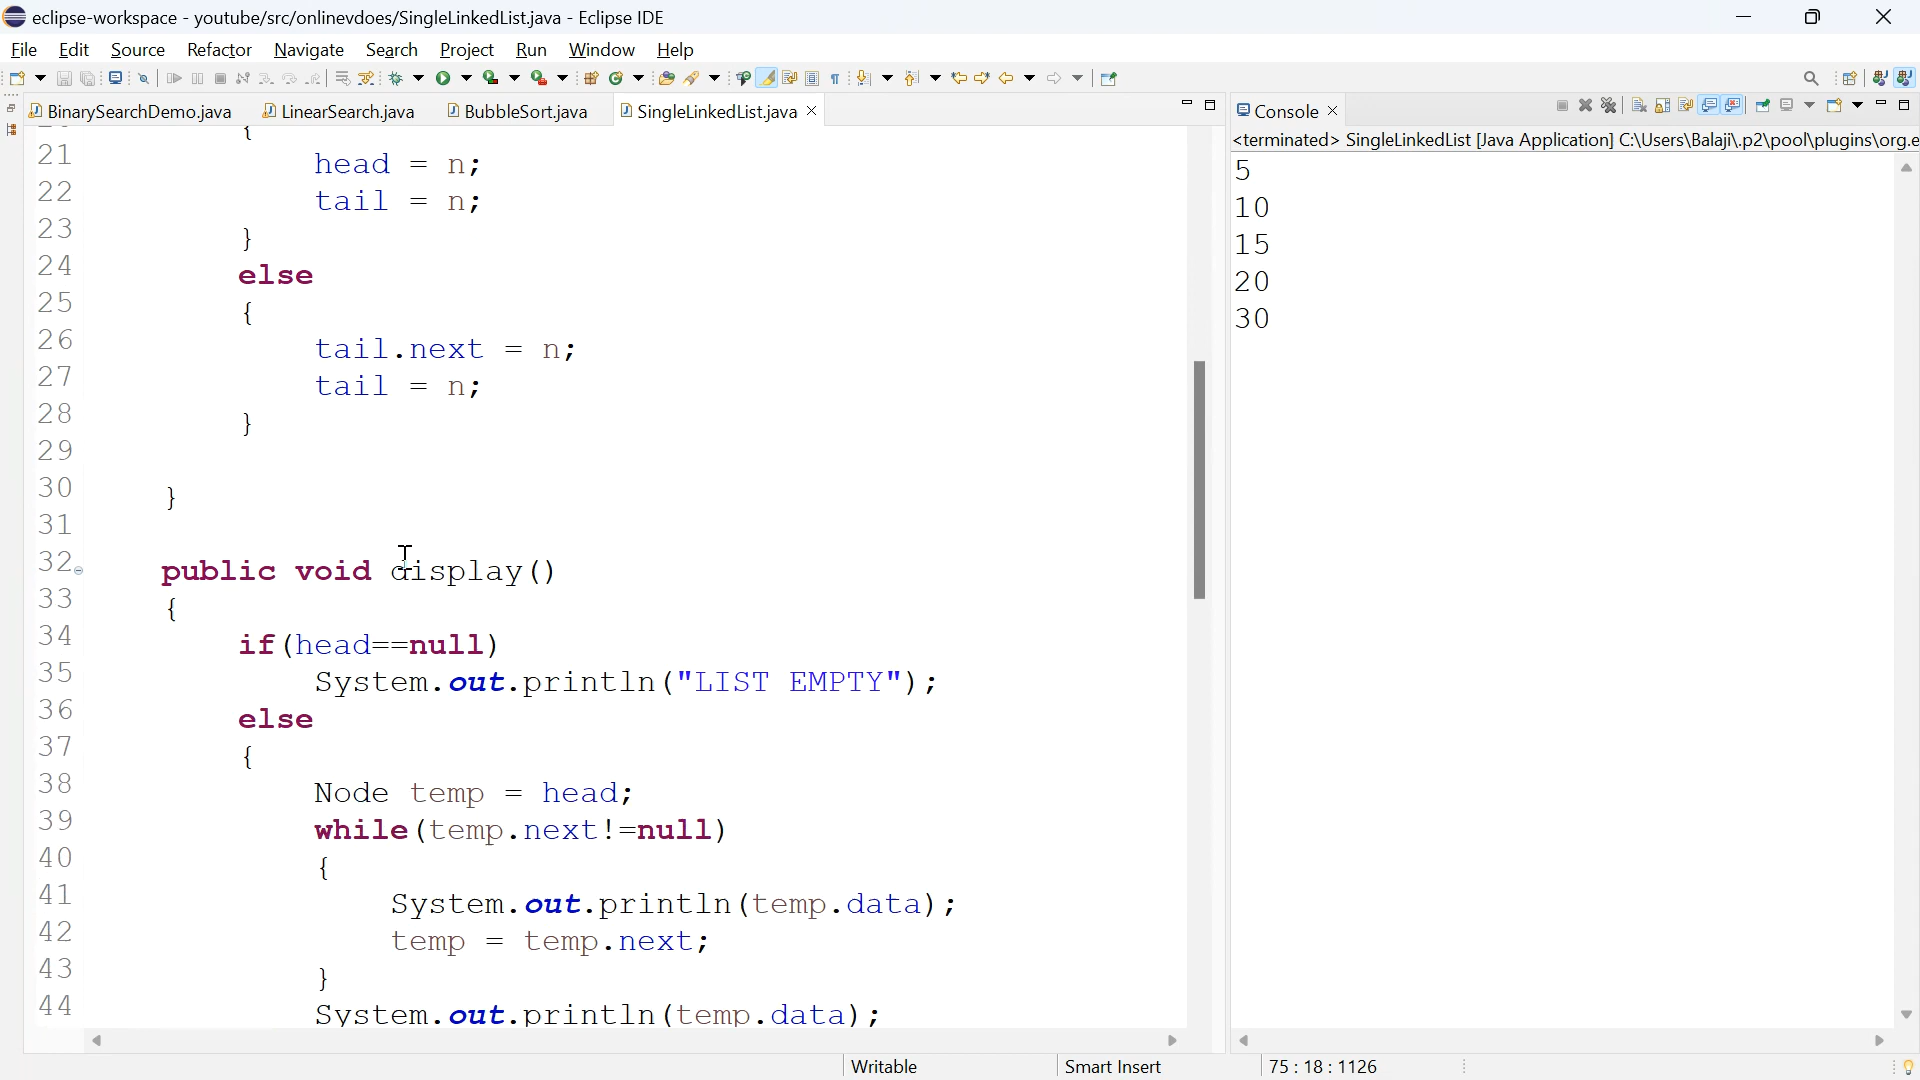 eclipse-workspace - youtube/src/onlinevdoes/SingleLinkedList.java - Eclipse IDE
File Edit Source Refactor Navigate Search Project Run Window Help
BinarySearchDemo.java LinearSearch.java BubbleSort.java SingleLinkedList.java
Console
<terminated> SingleLinkedList [Java Application] C:\Users\Balaji\.p2\pool\plugins\org.e
{
21 head = n;
22 tail = n;
23 }
24 else
25 {
26 tail.next = n;
27 tail = n;
28 }
29
30 }
31
32 public void display()
33 {
34 if(head==null)
35 System.out.println("LIST EMPTY");
36 else
37 {
38 Node temp = head;
39 while(temp.next!=null)
40 {
41 System.out.println(temp.data);
42 temp = temp.next;
43 }
44 System.out.println(temp.data);
5
10
15
20
30
Writable Smart Insert 75 : 18 : 1126